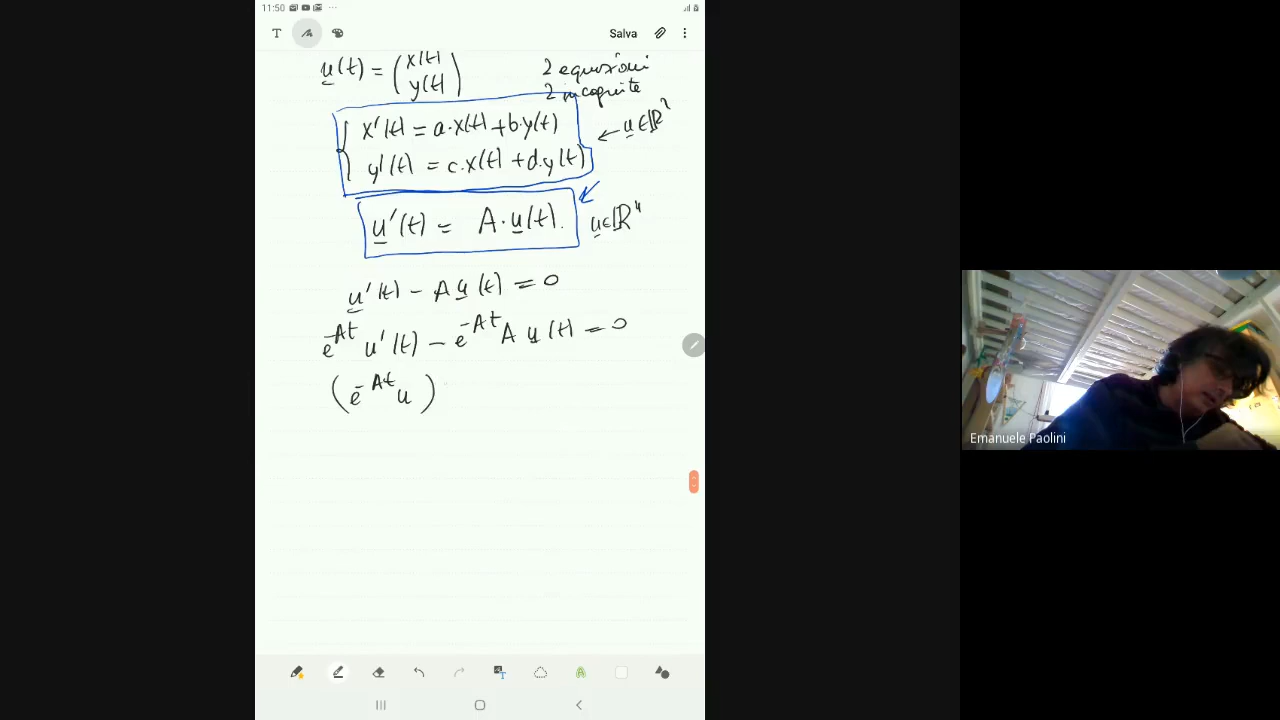 11:50
T Salva
u(t) = (x(t) y(t)) 2 equazioni
2 incognite
{ x'(t) = a·x(t) + b·y(t) ← u∈ℝ²
y'(t) = c·x(t) + d·y(t)
u'(t) = A·u(t). u∈ℝⁿ
u'(t) - A u(t) = 0
e^{-At} u'(t) - e^{-At} A u(t) = 0
(e^{-At} u)
Emanuele Paolini